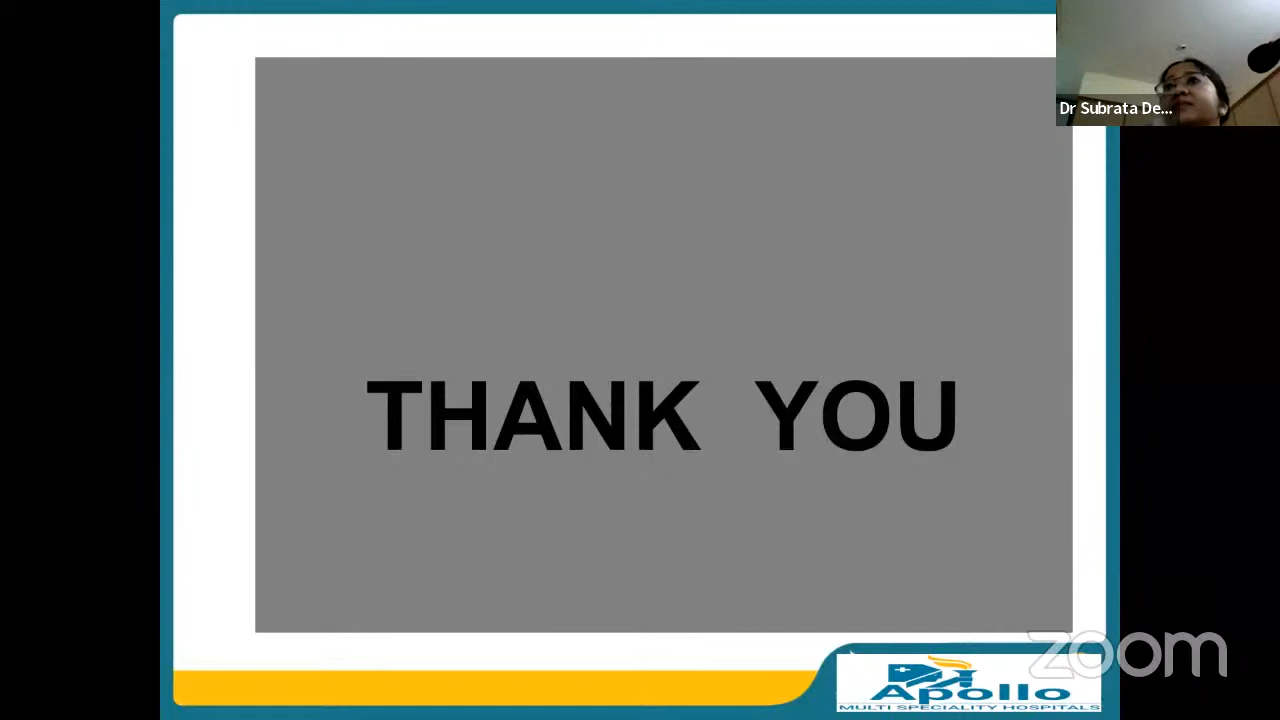 Dr Subrata De...
THANK YOU
zoom
Apollo
MULTI SPECIALITY HOSPITALS